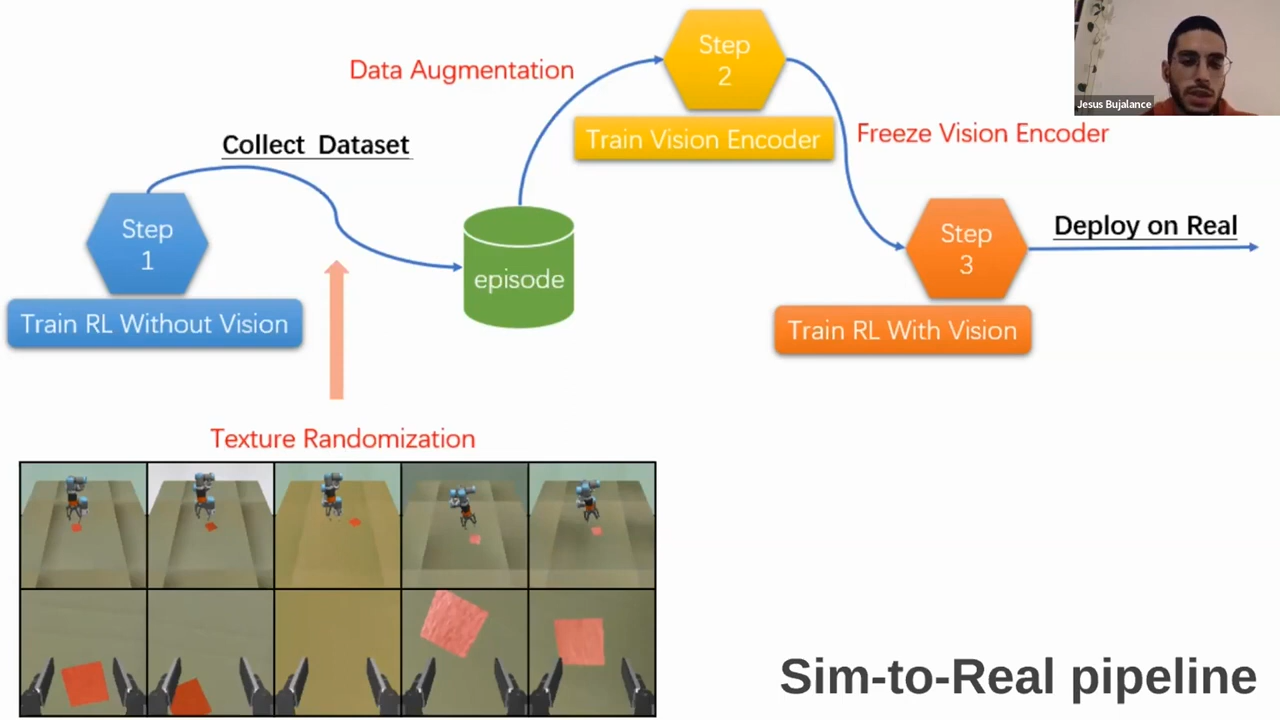 Step
2
Data Augmentation
Jesus Bujalance
Train Vision Encoder
Freeze Vision Encoder
Collect Dataset
Step
1
Step
3
Deploy on Real
episode
Train RL Without Vision
Train RL With Vision
Texture Randomization
Sim-to-Real pipeline